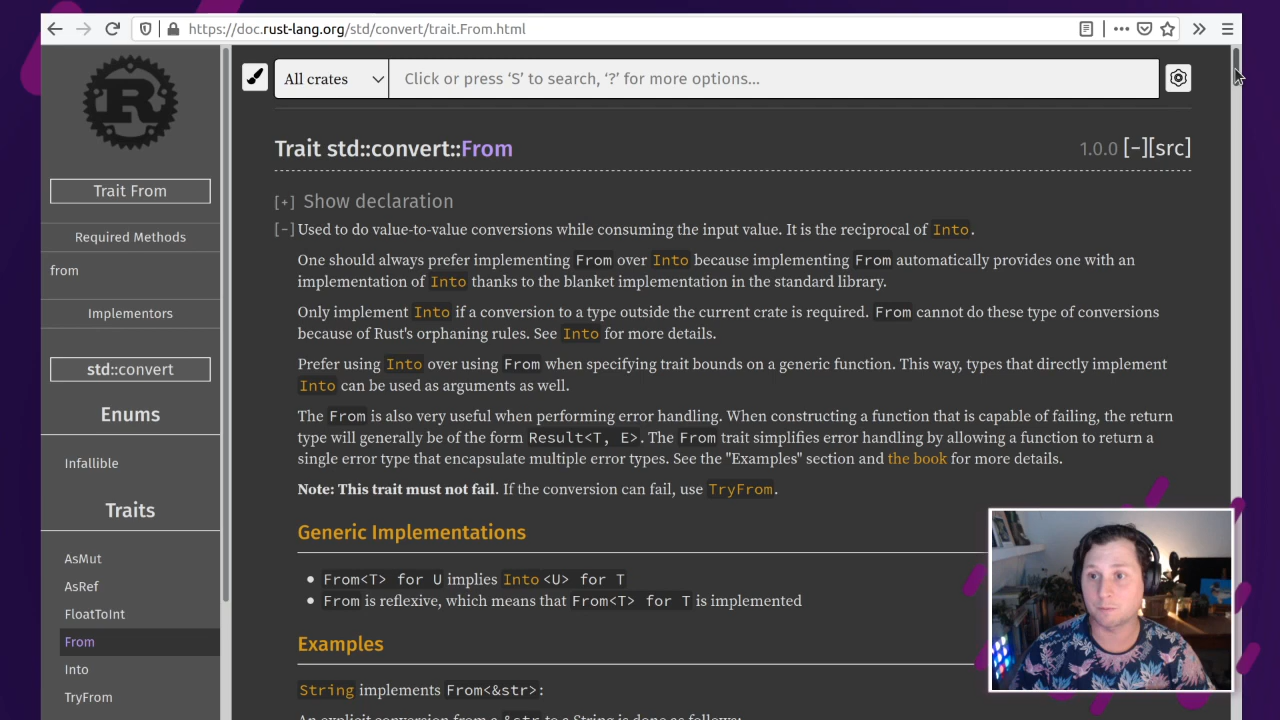 https://doc.rust-lang.org/std/convert/trait.From.html
All crates
Click or press ‘S’ to search, ‘?’ for more options...
R
Trait From
Required Methods
from
Implementors
std::convert
Enums
Infallible
Traits
AsMut
AsRef
FloatToInt
From
Into
TryFrom
Trait std::convert::From
1.0.0 [-][src]
[+] Show declaration
[-] Used to do value-to-value conversions while consuming the input value. It is the reciprocal of Into.
One should always prefer implementing From over Into because implementing From automatically provides one with an
implementation of Into thanks to the blanket implementation in the standard library.
Only implement Into if a conversion to a type outside the current crate is required. From cannot do these type of conversions
because of Rust's orphaning rules. See Into for more details.
Prefer using Into over using From when specifying trait bounds on a generic function. This way, types that directly implement
Into can be used as arguments as well.
The From is also very useful when performing error handling. When constructing a function that is capable of failing, the return
type will generally be of the form Result<T, E>. The From trait simplifies error handling by allowing a function to return a
single error type that encapsulate multiple error types. See the "Examples" section and the book for more details.
Note: This trait must not fail. If the conversion can fail, use TryFrom.
Generic Implementations
• From<T> for U implies Into<U> for T
• From is reflexive, which means that From<T> for T is implemented
Examples
String implements From<&str>:
An explicit conversion from a &str to a String is done as follows: